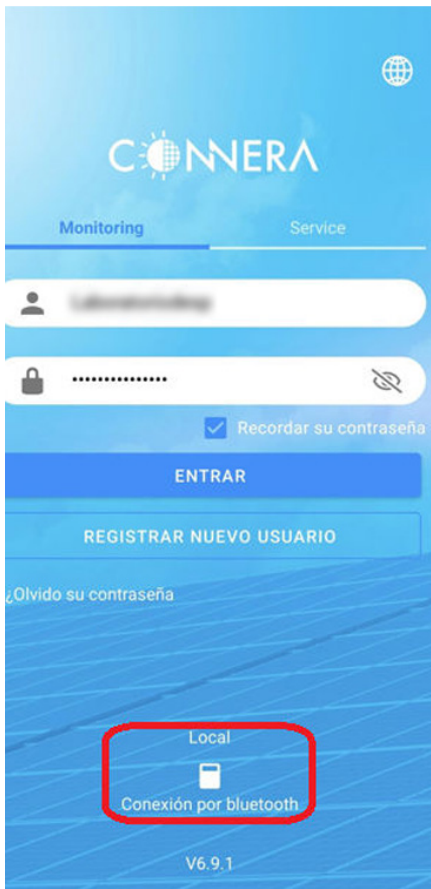 CONNERA
Monitoring
Service
Recordar su contraseña
ENTRAR
REGISTRAR NUEVO USUARIO
¿Olvido su contraseña
Local
Conexión por bluetooth
V6.9.1